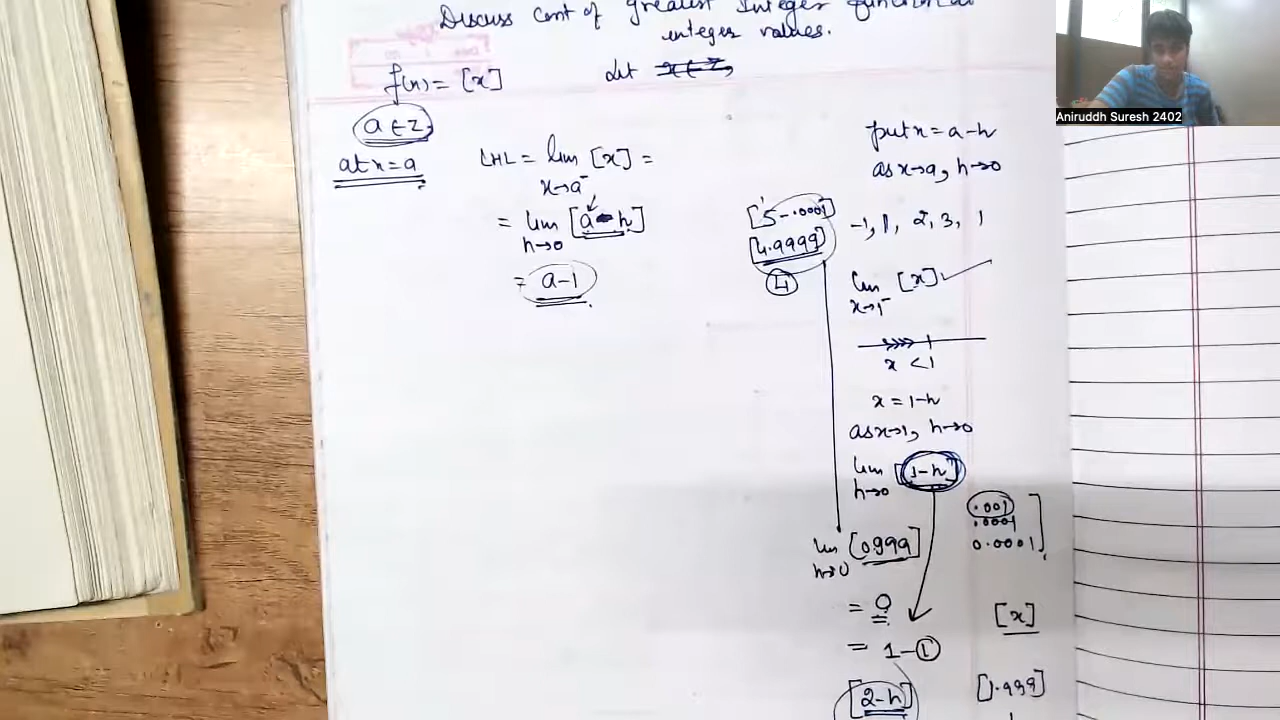 Discuss cont of greatest Integer function at
integer values.
f(x) = [x]
Let x ∈ Z,
a ∈ Z,
at x = a
LHL = lim [x] =
x→a⁻
= lim [a-h]
h→0
= a-1
put x = a-h
as x→a, h→0
[5-.0001]
[4.9999]
4
-1, 1, 2, 3, 1
lim [x]
x→1⁻
x < 1
x = 1-h
as x→1, h→0
lim [1-h]
h→0
.001
.0001
0.0001
lim [0.999]
h→0
= 0
= 1-1
[x]
[2-h]
[1.999]
1
Aniruddh Suresh 2402